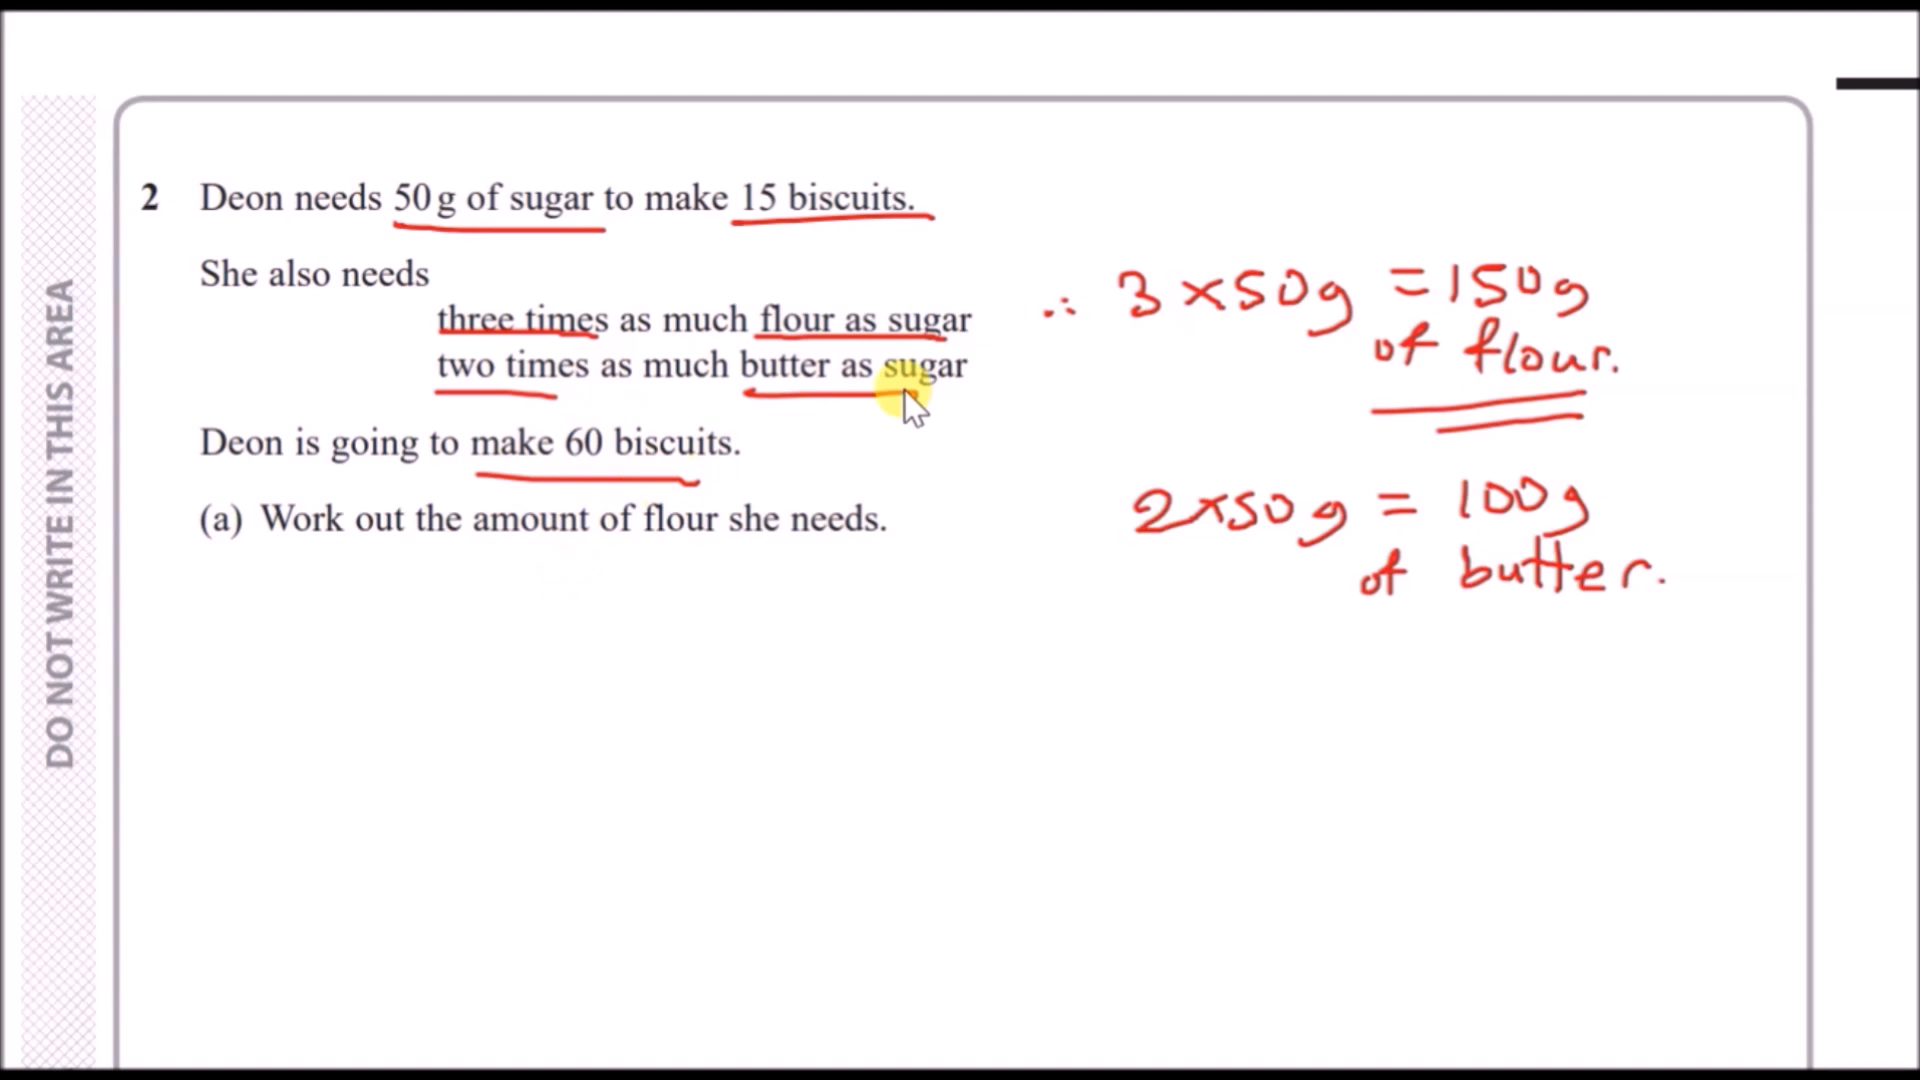 DO NOT WRITE IN THIS AREA
2 Deon needs 50 g of sugar to make 15 biscuits.
She also needs
three times as much flour as sugar
two times as much butter as sugar
Deon is going to make 60 biscuits.
(a) Work out the amount of flour she needs.
∴ 3 × 50g = 150g
of flour.
2 × 50g = 100g
of butter.